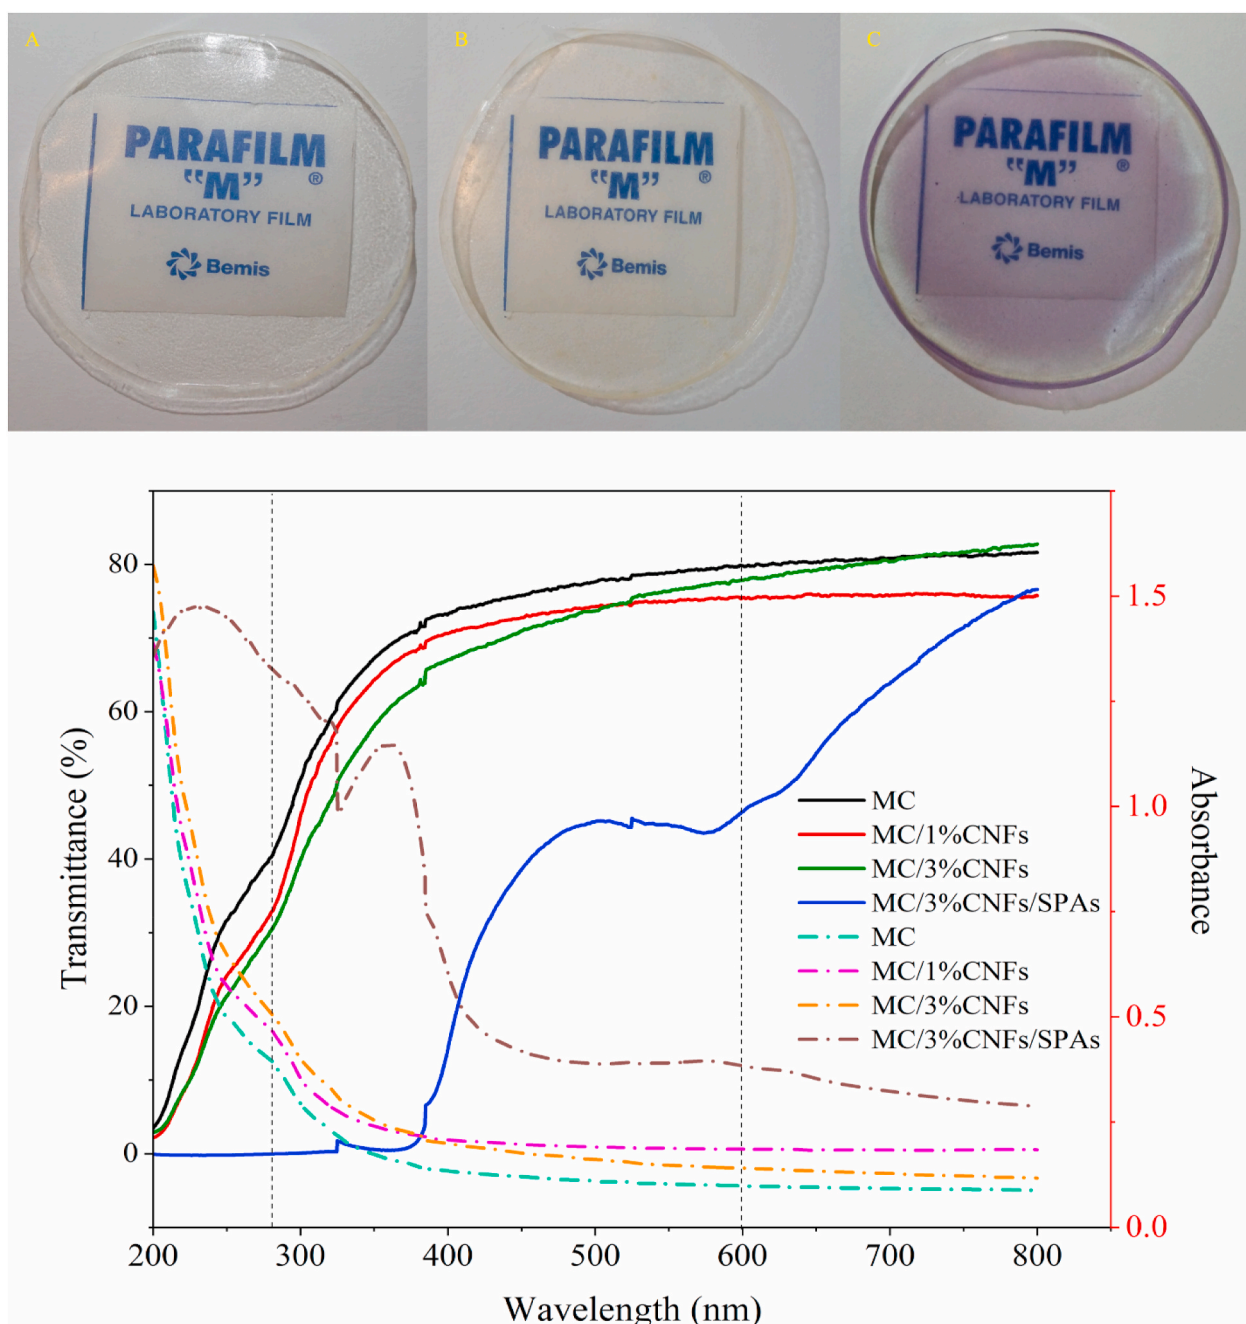 A
B
C
PARAFILM
“M”®
LABORATORY FILM
Bemis
PARAFILM
“M”®
LABORATORY FILM
Bemis
PARAFILM
“M”®
LABORATORY FILM
Bemis
Transmittance (%)
80
60
40
20
0
200
300
400
500
600
700
800
Wavelength (nm)
1.5
1.0
0.5
0.0
Absorbance
MC
MC/1%CNFs
MC/3%CNFs
MC/3%CNFs/SPAs
MC
MC/1%CNFs
MC/3%CNFs
MC/3%CNFs/SPAs